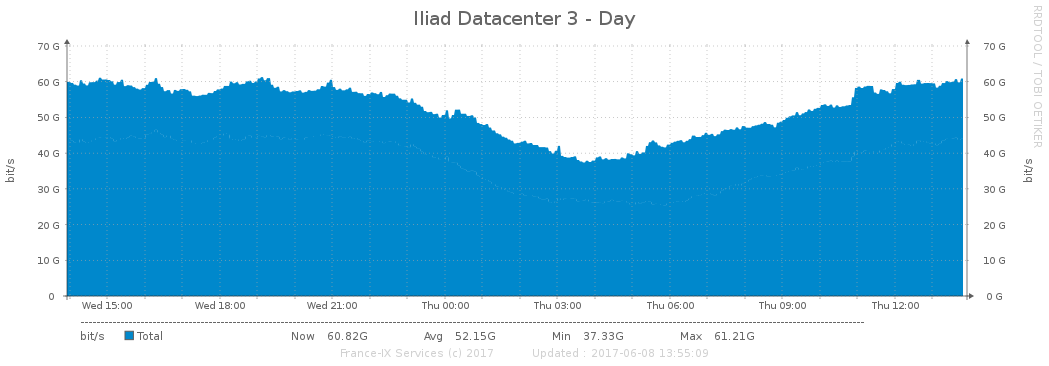 Iliad Datacenter 3 - Day
RRDTOOL / TOBI OETIKER
bit/s
70 G 70 G
60 G 60 G
50 G 50 G
40 G 40 G
30 G 30 G
20 G 20 G
10 G 10 G
0 0 G
bit/s
Wed 15:00 Wed 18:00 Wed 21:00 Thu 00:00 Thu 03:00 Thu 06:00 Thu 09:00 Thu 12:00
bit/s Total Now 60.82G Avg 52.15G Min 37.33G Max 61.21G
France-IX Services (c) 2017 Updated : 2017-06-08 13:55:09